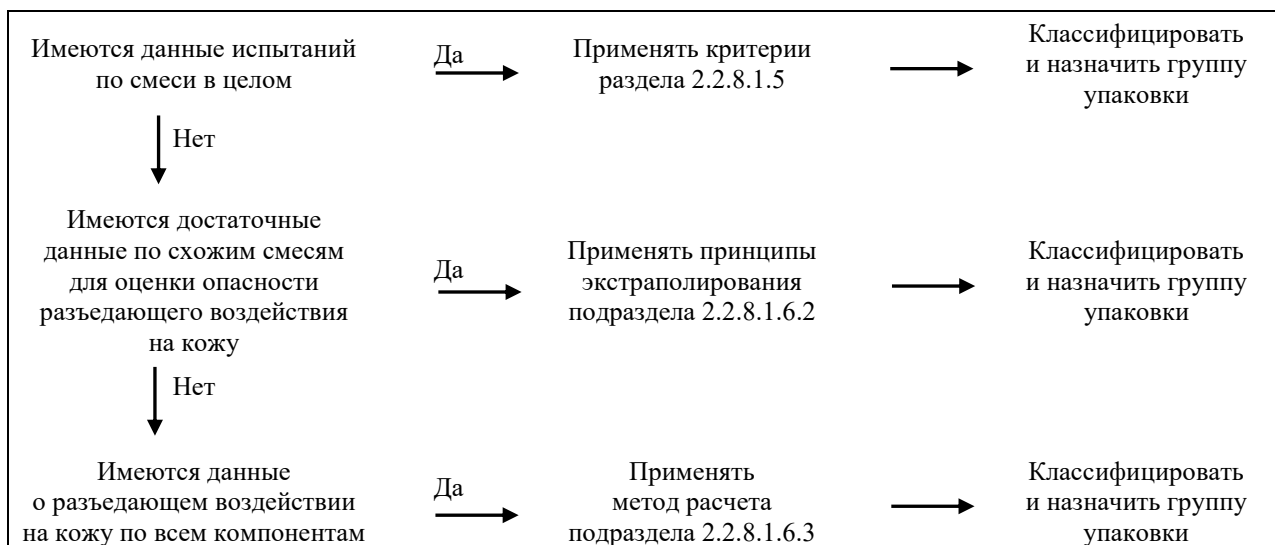 Имеются данные испытаний
по смеси в целом
Да
Применять критерии
раздела 2.2.8.1.5
Классифицировать
и назначить группу
упаковки
Нет
Имеются достаточные
данные по схожим смесям
для оценки опасности
разъедающего воздействия
на кожу
Да
Применять принципы
экстраполирования
подраздела 2.2.8.1.6.2
Классифицировать
и назначить группу
упаковки
Нет
Имеются данные
о разъедающем воздействии
на кожу по всем компонентам
Да
Применять
метод расчета
подраздела 2.2.8.1.6.3
Классифицировать
и назначить группу
упаковки